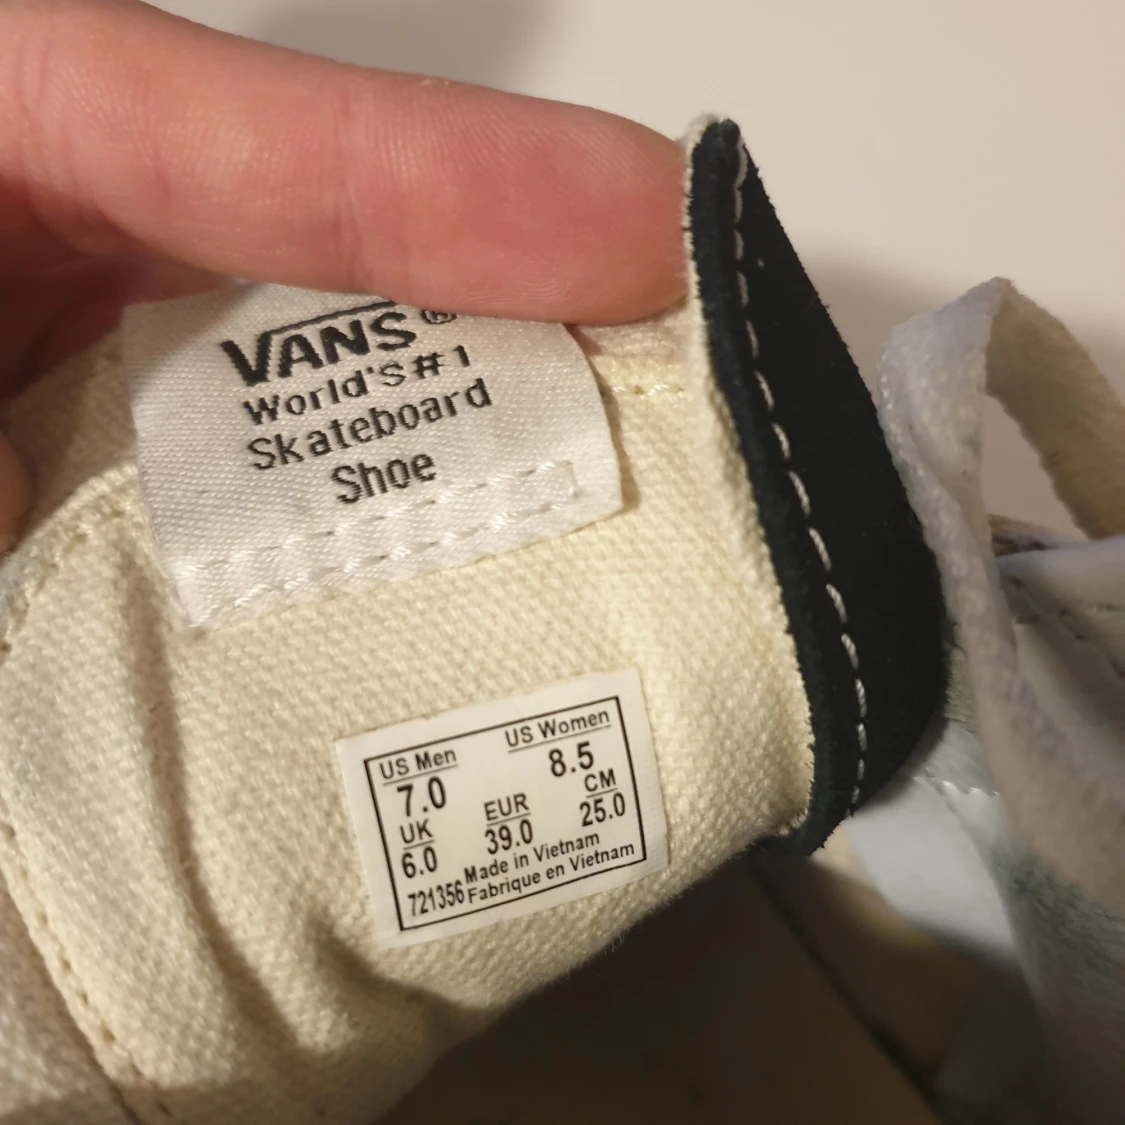 VANS®
World's #1
Skateboard
Shoe
US Men US Women
7.0 8.5
UK EUR CM
6.0 39.0 25.0
Made in Vietnam
721356 Fabrique en Vietnam